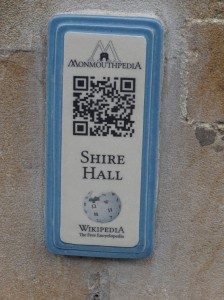 MONMOUTHPEDIA
SHIRE
HALL
WIKIPEDIA
The Free Encyclopedia